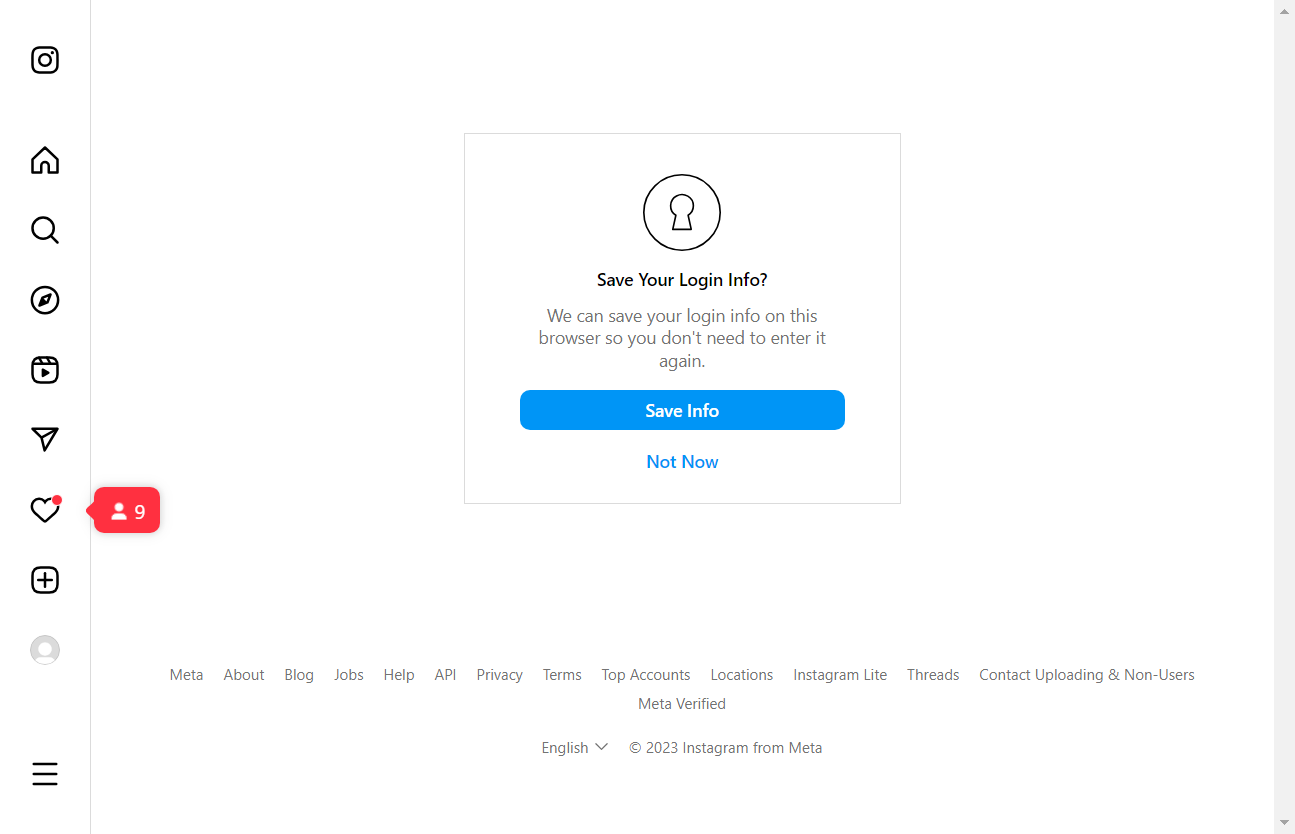 Save Your Login Info?
We can save your login info on this
browser so you don't need to enter it
again.
Save Info
Not Now
9
Meta About Blog Jobs Help API Privacy Terms Top Accounts Locations Instagram Lite Threads Contact Uploading & Non-Users
Meta Verified
English © 2023 Instagram from Meta